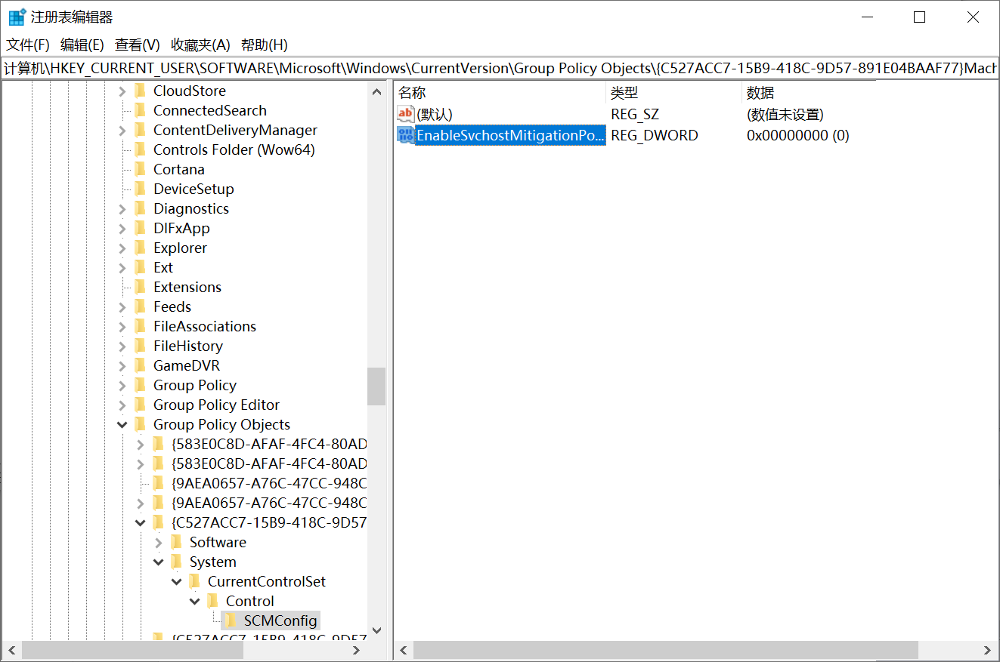 注册表编辑器
文件(F) 编辑(E) 查看(V) 收藏夹(A) 帮助(H)
计算机\HKEY_CURRENT_USER\SOFTWARE\Microsoft\Windows\CurrentVersion\Group Policy Objects\{C527ACC7-15B9-418C-9D57-891E04BAAF77}Mach
CloudStore
ConnectedSearch
ContentDeliveryManager
Controls Folder (Wow64)
Cortana
DeviceSetup
Diagnostics
DIFxApp
Explorer
Ext
Extensions
Feeds
FileAssociations
FileHistory
GameDVR
Group Policy
Group Policy Editor
Group Policy Objects
{583E0C8D-AFAF-4FC4-80AD
{583E0C8D-AFAF-4FC4-80AD
{9AEA0657-A76C-47CC-948C
{9AEA0657-A76C-47CC-948C
{C527ACC7-15B9-418C-9D57
Software
System
CurrentControlSet
Control
SCMConfig
{C527ACC7-15B9-418C-9D57
名称 类型 数据
ab (默认) REG_SZ (数值未设置)
EnableSvchostMitigationPo... REG_DWORD 0x00000000 (0)